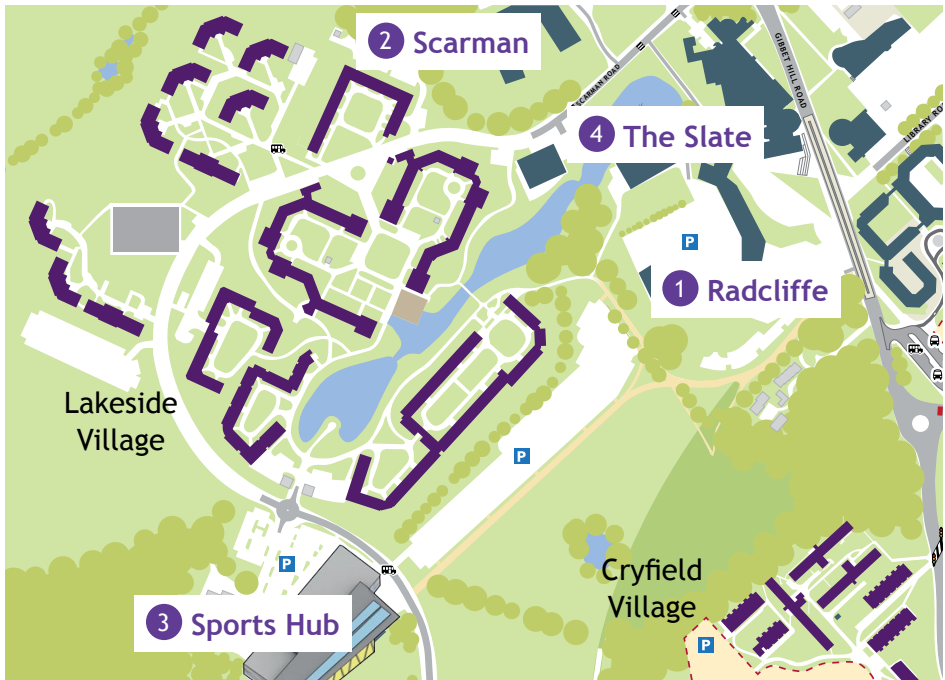 2 Scarman
SCARMAN ROAD
GIBBET HILL ROAD
4 The Slate
LIBRARY RO
P
1 Radcliffe
Lakeside
Village
P
P
Cryfield
Village
3 Sports Hub
P